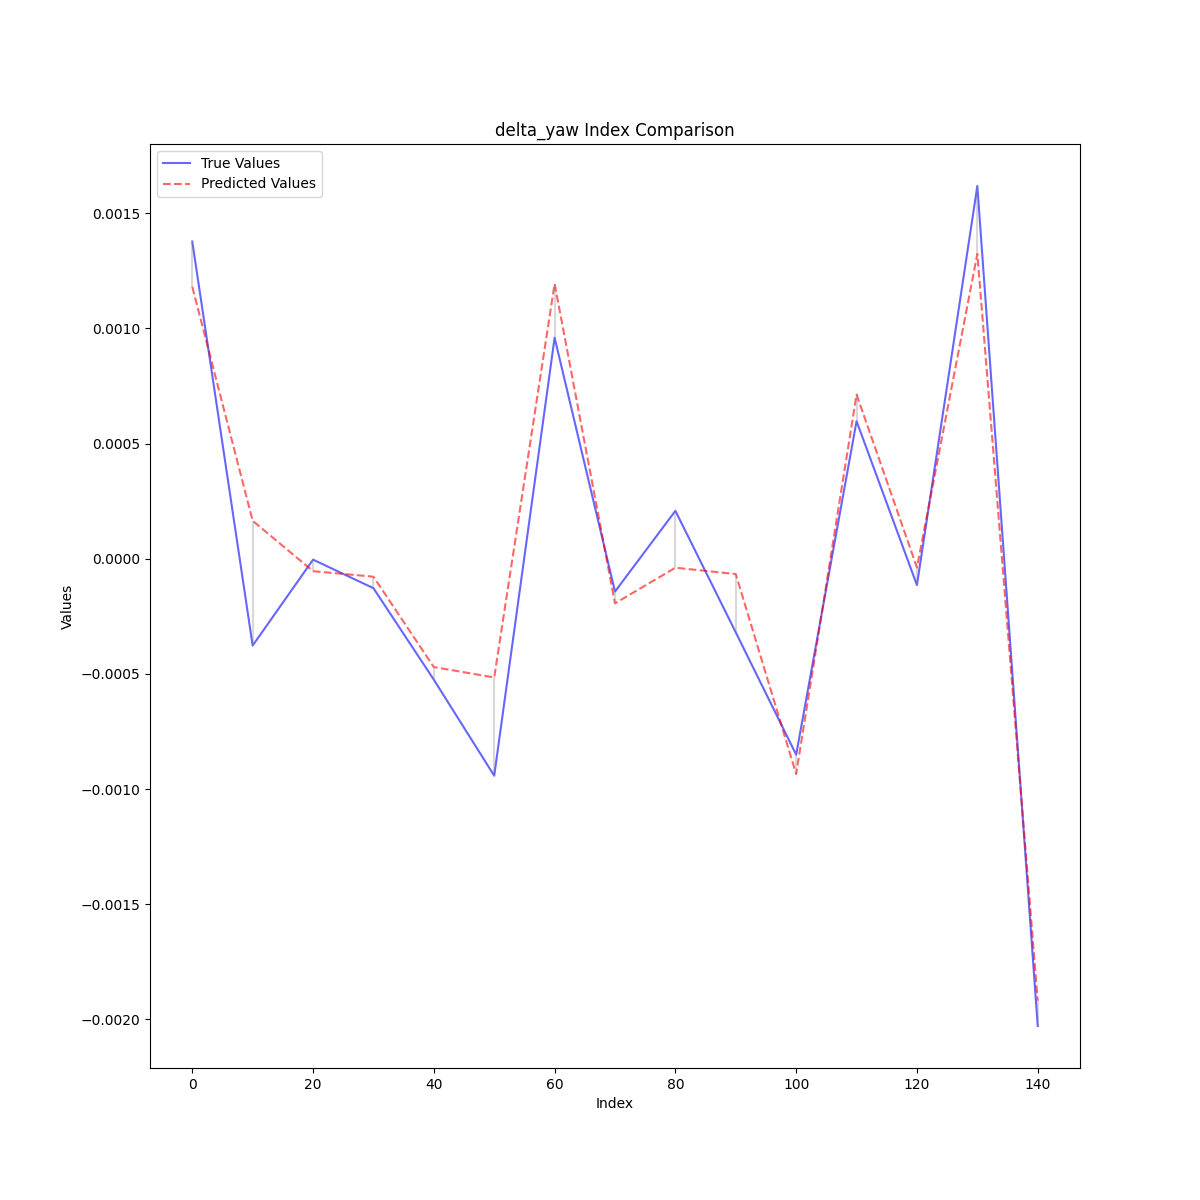 delta_yaw Index Comparison
True Values
Predicted Values
0.0015
0.0010
0.0005
0.0000
−0.0005
−0.0010
−0.0015
−0.0020
Values
0 20 40 60 80 100 120 140
Index